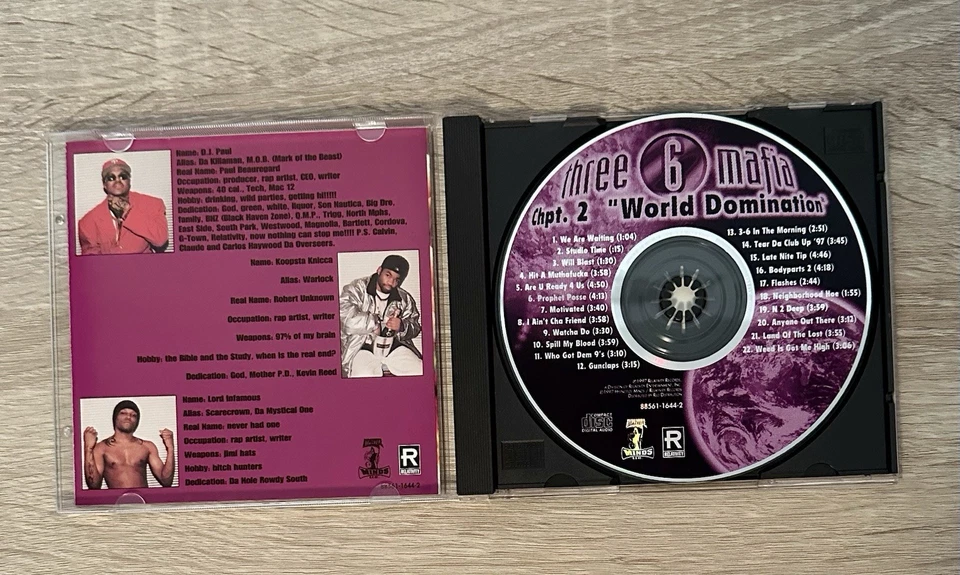 Name: D.J. Paul
Alias: Da Killaman, M.O.B. (Mark of the Beast)
Real Name: Paul Beauregard
Occupation: producer, rap artist, CEO, writer
Weapons: 40 cal., Tech, Mac 12
Hobby: drinking, wild parties, getting hi!!!!!
Dedication: God, green, white, liquor, Son Nautica, Big Dre,
family, BHZ (Black Haven Zone), Q.M.P., Tripp, North Mphs,
East Side, South Park, Westwood, Magnolia, Bartlett, Cordova,
G-Town, Relativity, now nothing can stop me!!!! P.S. Calvin,
Claude and Carlos Haywood Da Overseers.
Name: Koopsta Knicca
Alias: Warlock
Real Name: Robert Unknown
Occupation: rap artist, writer
Weapons: 97% of my brain
Hobby: the Bible and the Study, when is the real end?
Dedication: God, Mother P.D., Kevin Reed
Name: Lord Infamous
Alias: Scarecrown, Da Mystical One
Real Name: never had one
Occupation: rap artist, writer
Weapons: jimi hats
Hobby: bitch hunters
Dedication: Da Hole Rowdy South
MINDS
R
RELATIVITY
88561-1644-2
three 6 mafia
Chpt. 2 "World Domination"
1. We Are Waiting (1:04)
2. Studio Time (:15)
3. Will Blast (1:30)
4. Hit A Muthafucka (3:58)
5. Are U Ready 4 Us (4:50)
6. Prophet Posse (4:13)
7. Motivated (3:40)
8. I Ain't Cha Friend (3:58)
9. Watcha Do (3:30)
10. Spill My Blood (3:59)
11. Who Got Dem 9's (3:10)
12. Gunclaps (3:15)
13. 3-6 In The Morning (2:51)
14. Tear Da Club Up '97 (3:45)
15. Late Nite Tip (4:46)
16. Bodyparts 2 (4:18)
17. Flashes (2:44)
18. Neighborhood Hoe (1:55)
19. N 2 Deep (3:59)
20. Anyone Out There (3:12)
21. Land Of The Lost (3:55)
22. Weed Is Got Me High (3:06)
88561-1644-2
COMPACT
disc
DIGITAL AUDIO
MINDS
R
RELATIVITY